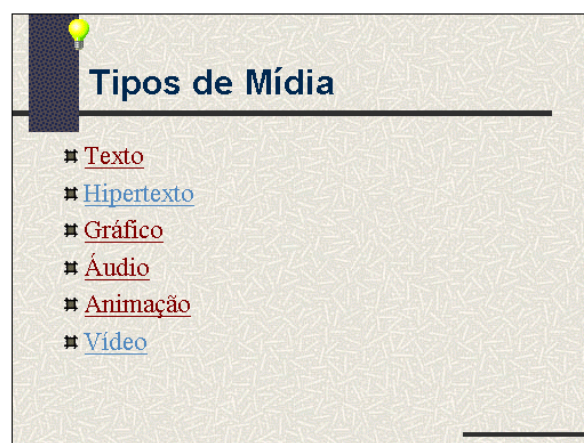 Tipos de Mídia
Texto
Hipertexto
Gráfico
Áudio
Animação
Vídeo